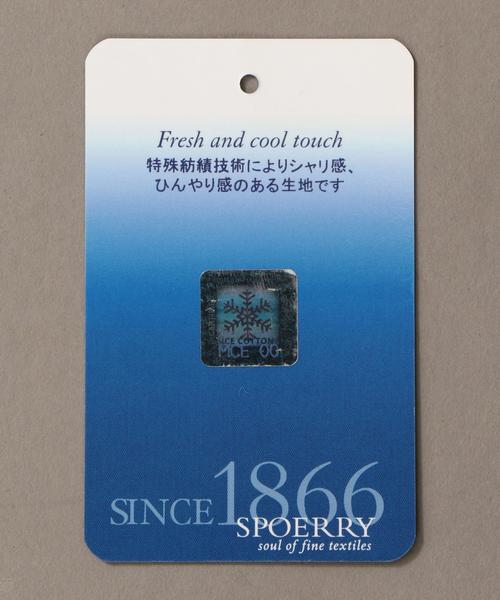 Fresh and cool touch
特殊紡績技術によりシャリ感、
ひんやり感のある生地です
ICE COTTON
MCE 00
SINCE 1866
SPOERRY
soul of fine textiles